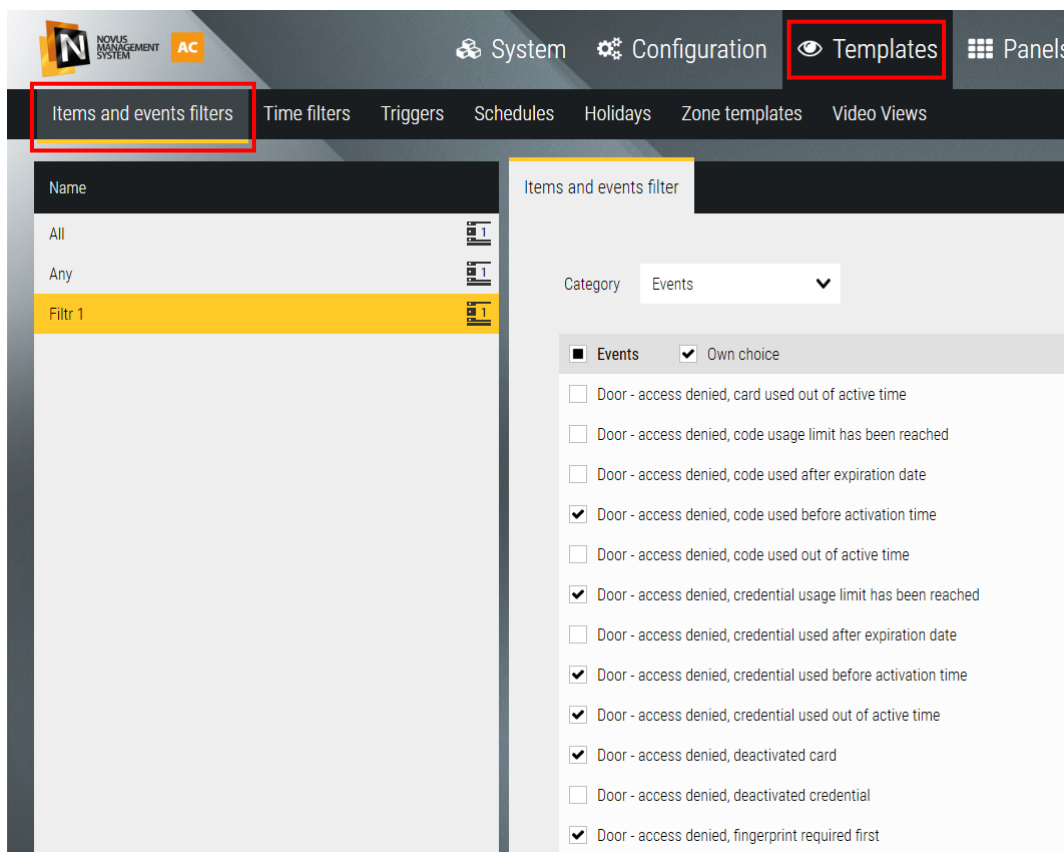 NOVUS
MANAGEMENT
SYSTEM
AC
System Configuration Templates Panels
Items and events filters Time filters Triggers Schedules Holidays Zone templates Video Views
Name
All 1
Any 1
Filtr 1 1
Items and events filter
Category Events
Events Own choice
Door - access denied, card used out of active time
Door - access denied, code usage limit has been reached
Door - access denied, code used after expiration date
Door - access denied, code used before activation time
Door - access denied, code used out of active time
Door - access denied, credential usage limit has been reached
Door - access denied, credential used after expiration date
Door - access denied, credential used before activation time
Door - access denied, credential used out of active time
Door - access denied, deactivated card
Door - access denied, deactivated credential
Door - access denied, fingerprint required first